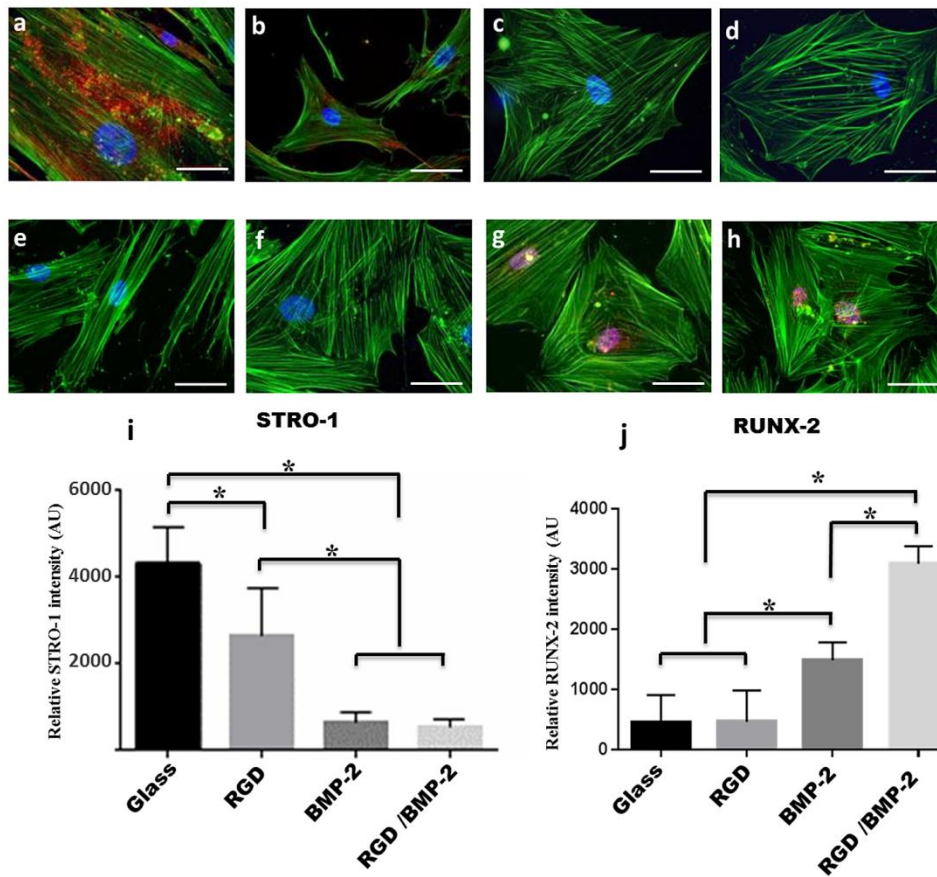 a
b
c
d
e
f
g
h
i
STRO-1
j
RUNX-2
Relative STRO-1 intensity (AU)
6000
4000
2000
*
*
*
Glass
RGD
BMP-2
RGD /BMP-2
Relative RUNX-2 intensity (AU
4000
3000
2000
1000
0
*
*
*
Glass
RGD
BMP-2
RGD /BMP-2